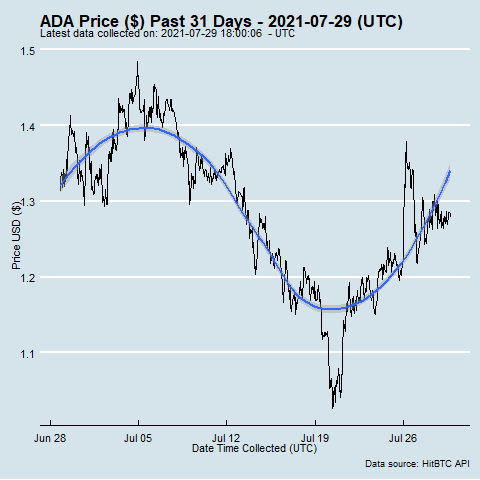 ADA Price ($) Past 31 Days - 2021-07-29 (UTC)
Latest data collected on: 2021-07-29 18:00:06 - UTC
1.5
1.4
1.3
1.2
1.1
Price USD ($)
Jun 28 Jul 05 Jul 12 Jul 19 Jul 26
Date Time Collected (UTC)
Data source: HitBTC API